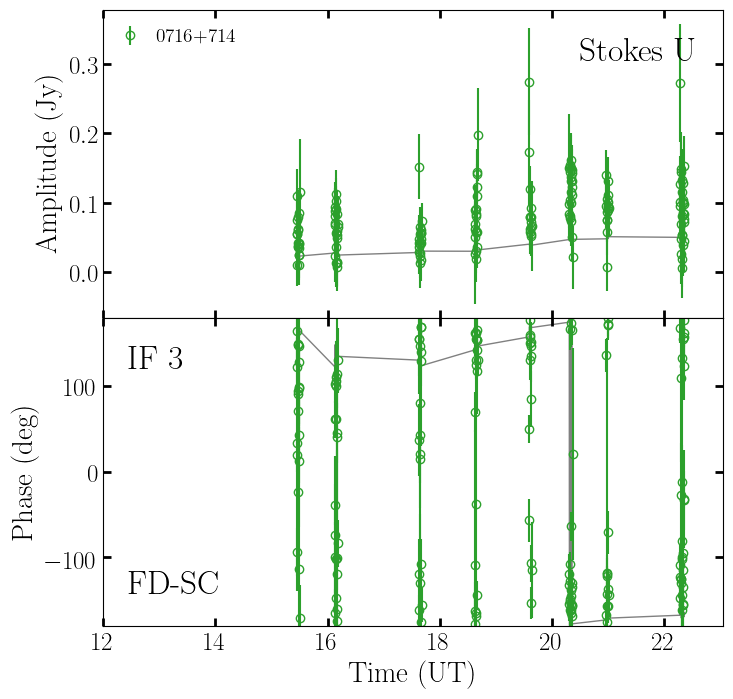 0716+714
Stokes U
0.3
0.2
0.1
0.0
Amplitude (Jy)
IF 3
100
0
−100
Phase (deg)
FD-SC
12 14 16 18 20 22
Time (UT)